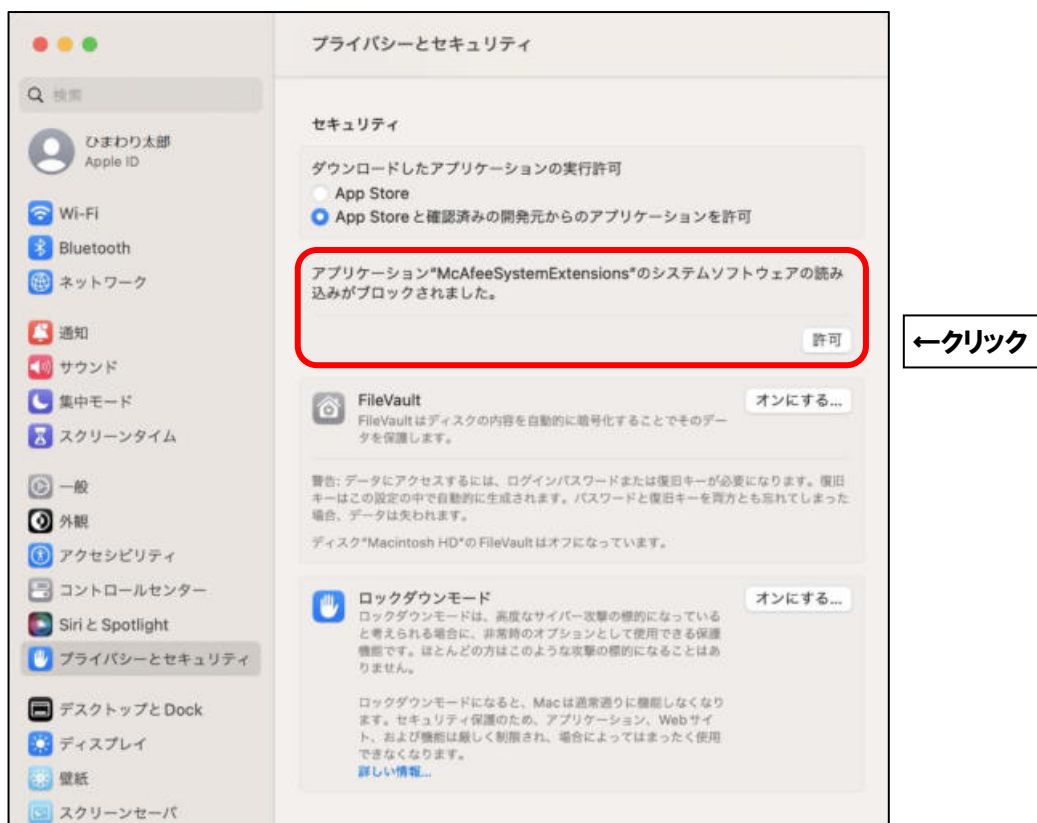 プライバシーとセキュリティ
検索
ひまわり太郎
Apple ID
Wi-Fi
Bluetooth
ネットワーク
通知
サウンド
集中モード
スクリーンタイム
一般
外観
アクセシビリティ
コントロールセンター
Siri と Spotlight
プライバシーとセキュリティ
デスクトップと Dock
ディスプレイ
壁紙
スクリーンセーバ
セキュリティ
ダウンロードしたアプリケーションの実行許可
App Store
App Store と確認済みの開発元からのアプリケーションを許可
アプリケーション"McAfeeSystemExtensions"のシステムソフトウェアの読み
込みがブロックされました。
許可
←クリック
FileVault
オンにする...
FileVault はディスクの内容を自動的に暗号化することでそのデー
タを保護します。
警告: データにアクセスするには、ログインパスワードまたは復旧キーが必要になります。復旧
キーはこの設定の中で自動的に生成されます。パスワードと復旧キーを両方とも忘れてしまった
場合、データは失われます。
ディスク"Macintosh HD"の FileVault はオフになっています。
ロックダウンモード
オンにする...
ロックダウンモードは、高度なサイバー攻撃の標的になっている
と考えられる場合に、非常時のオプションとして使用できる保護
機能です。ほとんどの方はこのような攻撃の標的になることはあ
りません。
ロックダウンモードになると、Mac は通常通りに機能しなくなり
ます。セキュリティ保護のため、アプリケーション、Web サイ
ト、および機能は厳しく制限され、場合によってはまったく使用
できなくなります。
詳しい情報...